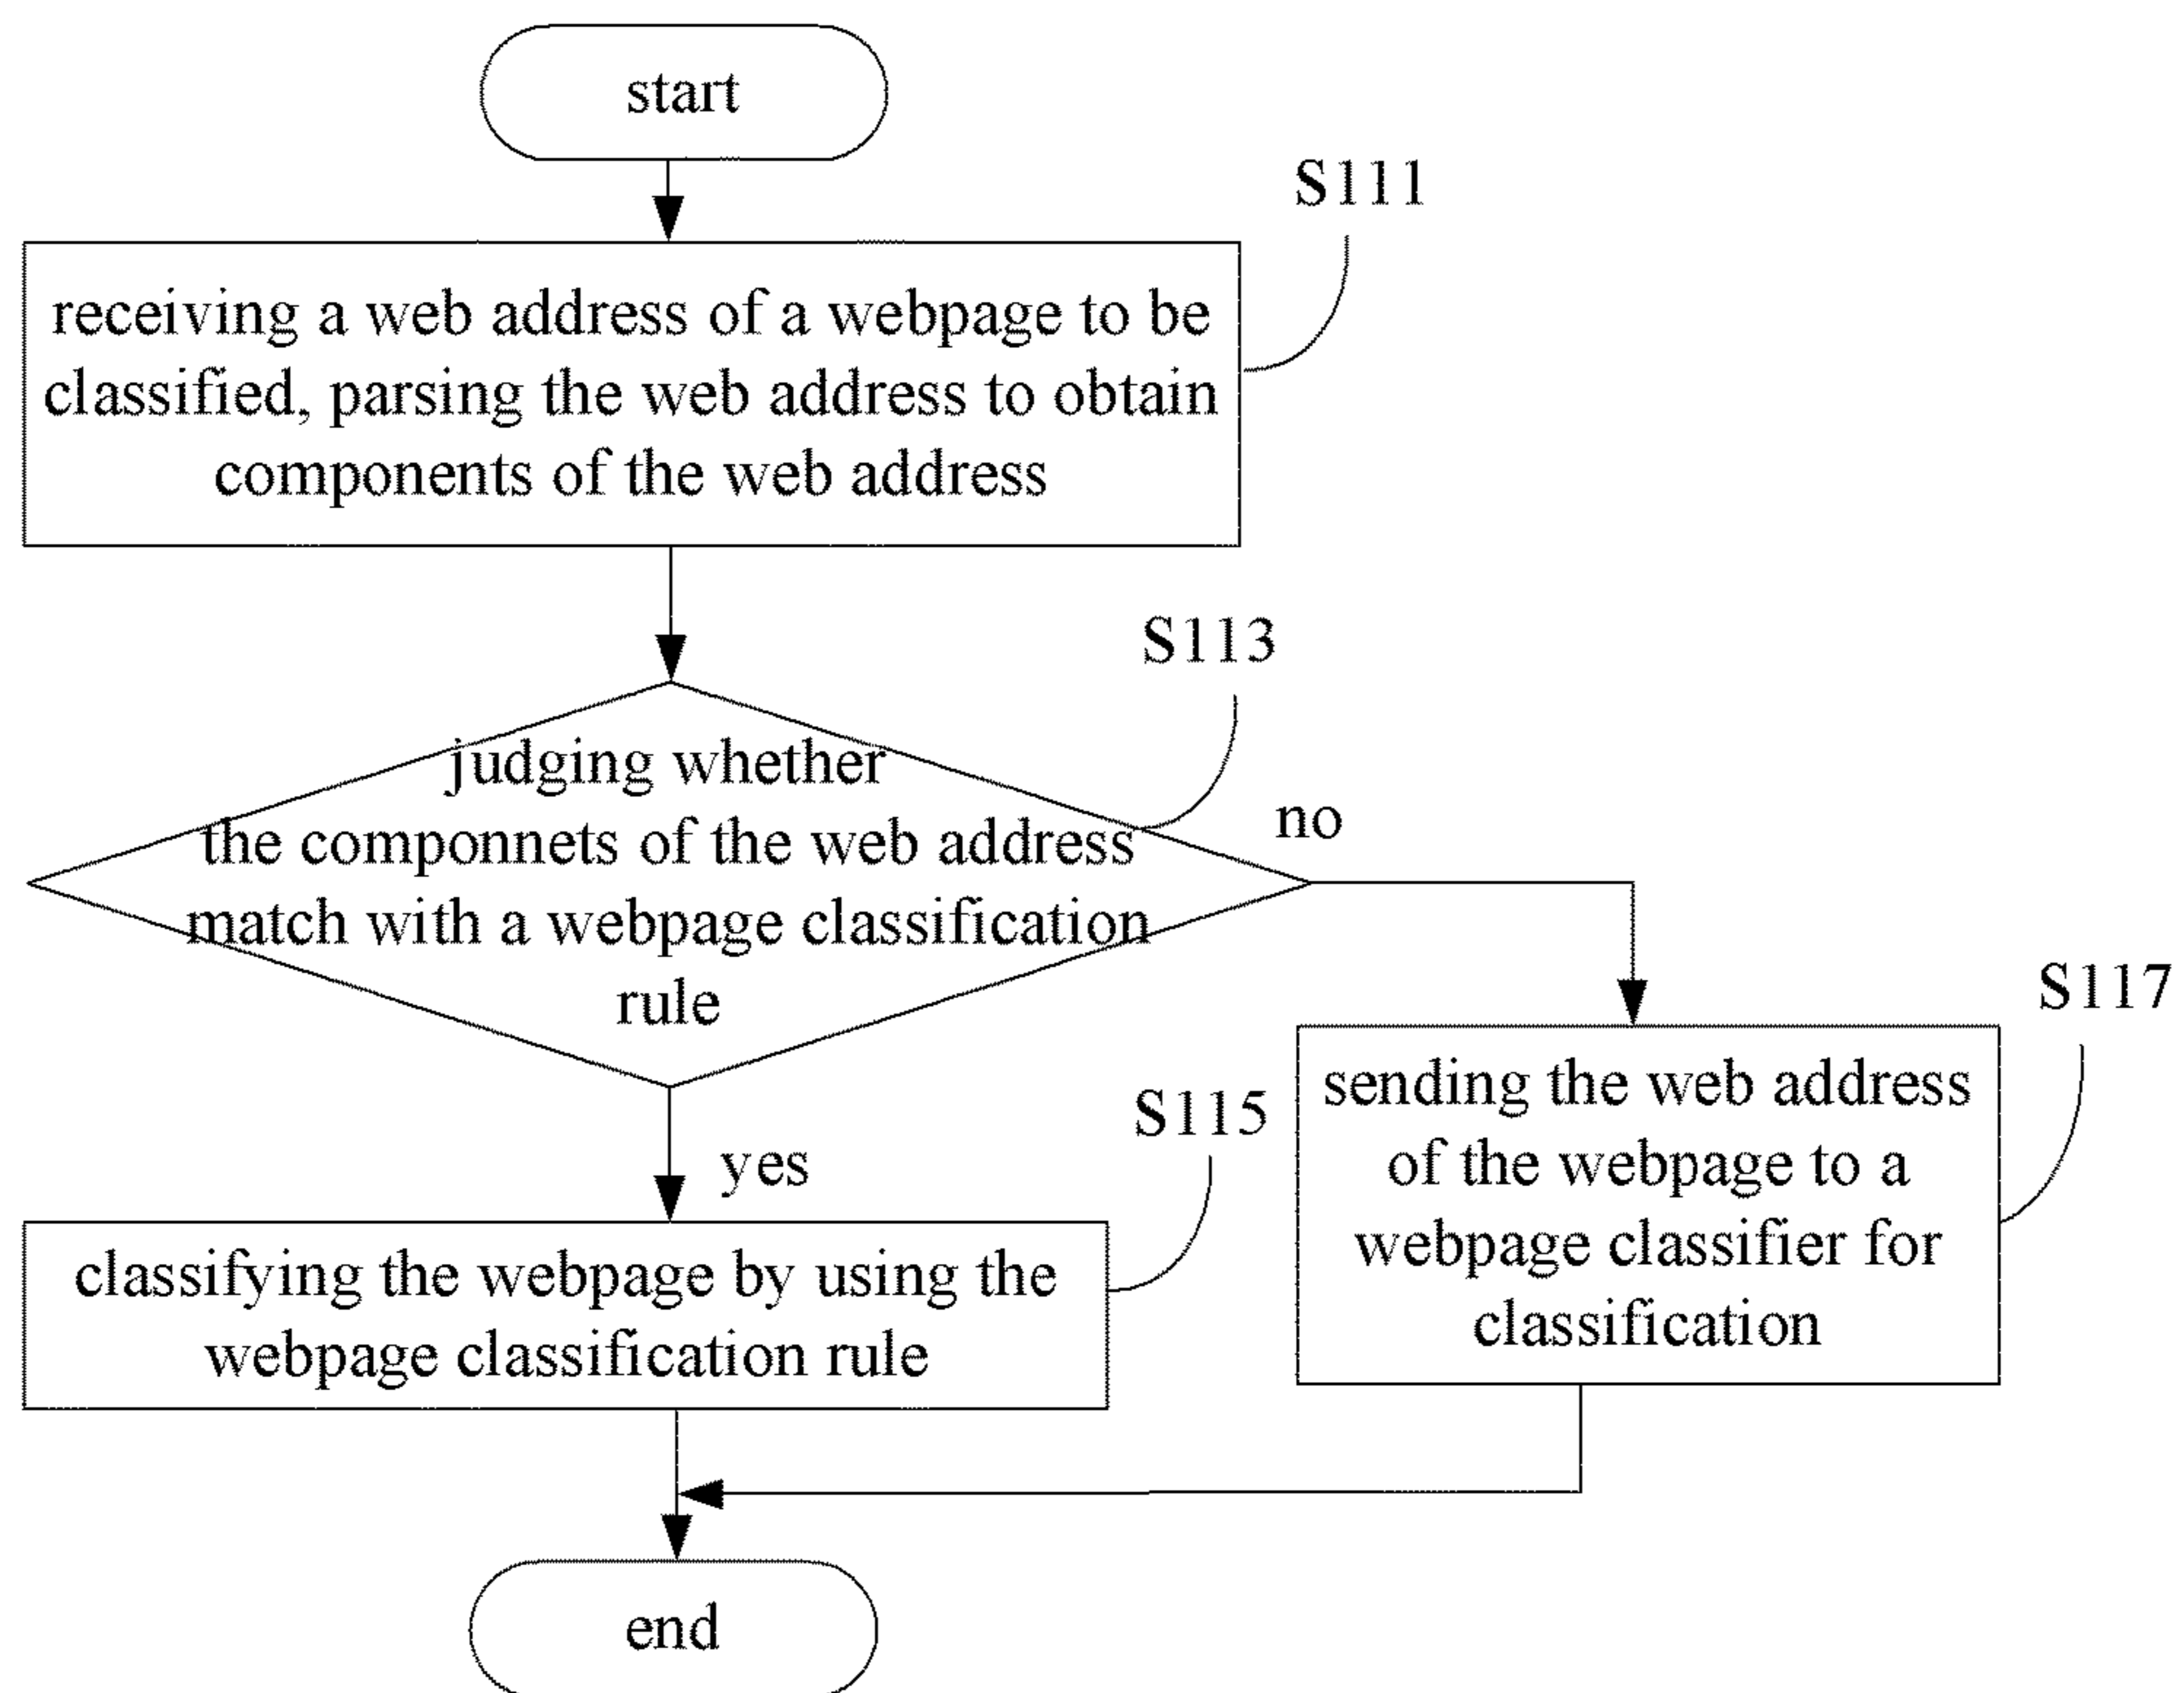 start
S111
receiving a web address of a webpage to be
classified, parsing the web address to obtain
components of the web address
S113
judging whether
the componnets of the web address
match with a webpage classification
rule
no
yes
S115
classifying the webpage by using the
webpage classification rule
S117
sending the web address
of the webpage to a
webpage classifier for
classification
end